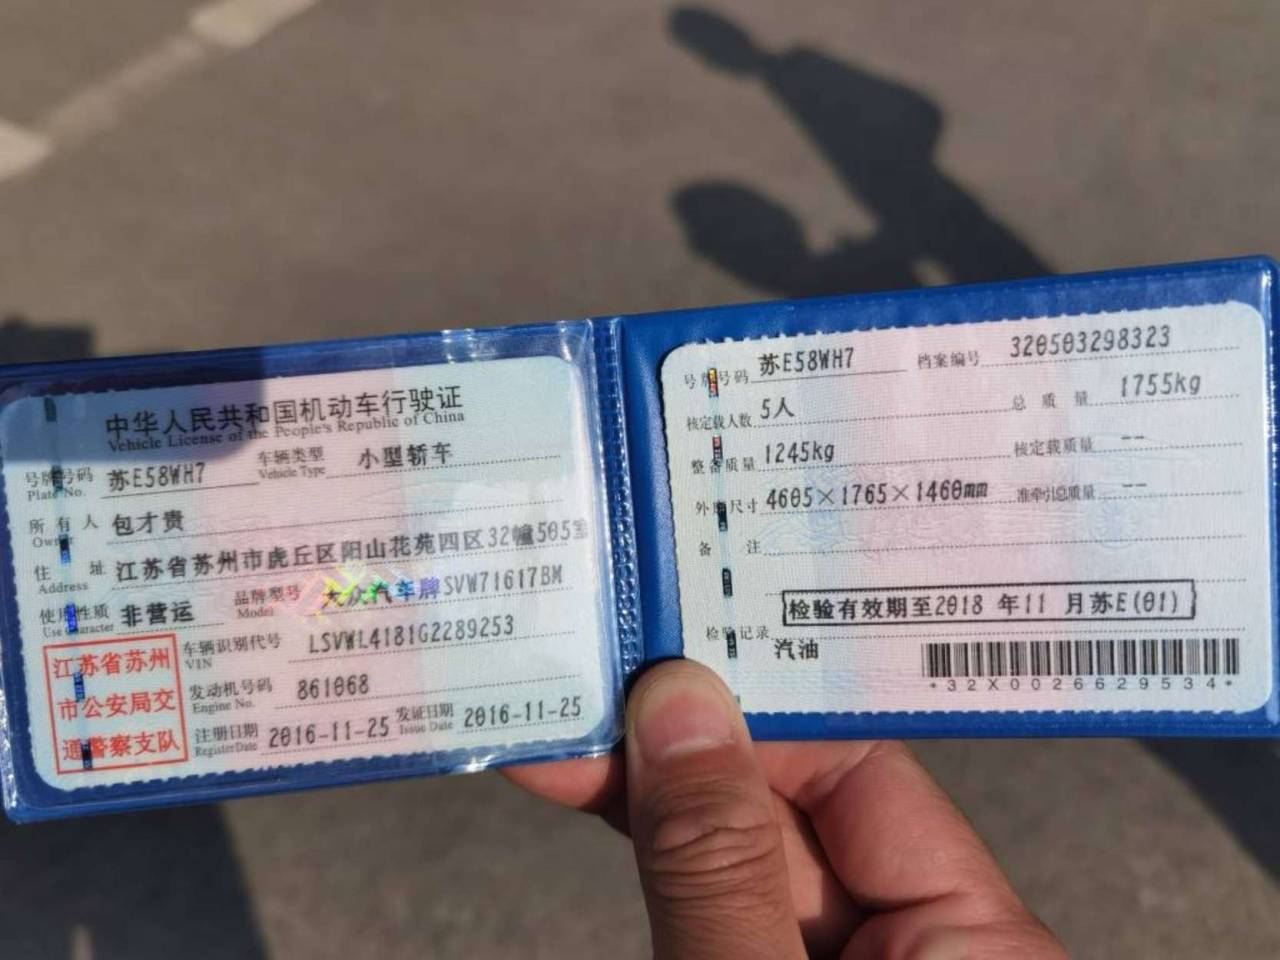 中华人民共和国机动车行驶证
Vehicle License of the People's Republic of China
号牌号码 苏E58WH7 车辆类型 小型轿车
Plate No. Vehicle Type
所有人 包才贵
Owner
住址 江苏省苏州市虎丘区阳山花苑四区32幢505室
Address
使用性质 非营运 品牌型号 大众汽车牌SVW71617BM
Use Character Model
江苏省苏州
市公安局交
通警察支队
车辆识别代号 LSVWL4181G2289253
VIN
发动机号码 861068
Engine No.
注册日期 2016-11-25 发证日期 2016-11-25
Register Date Issue Date
号牌号码 苏E58WH7 档案编号 320503298323
核定载人数 5人 总质量 1755kg
整备质量 1245kg 核定载质量 --
外廓尺寸 4605×1765×1460mm 准牵引总质量 --
备注
检验有效期至2018 年11 月苏E(01)
检验记录
汽油
*32X0026629534*